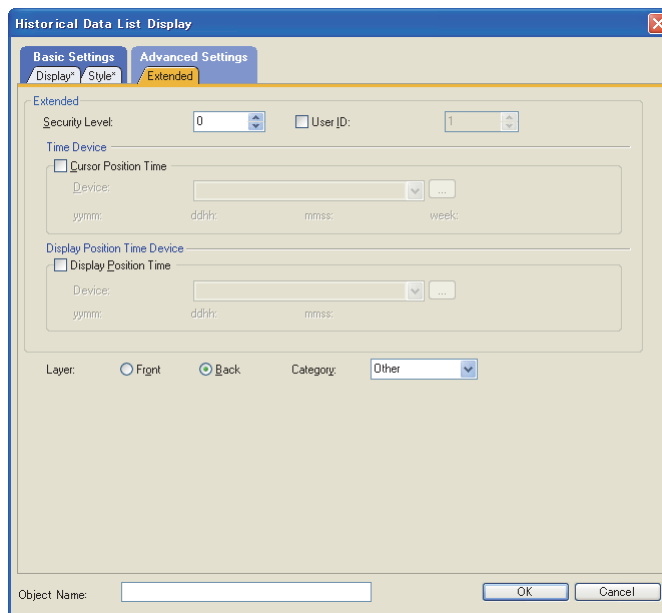 Historical Data List Display
Basic Settings Advanced Settings
Display* Style* Extended
Extended
Security Level: 0 User ID: 1
Time Device
Cursor Position Time
Device: ...
yymm: ddhh: mmss: week:
Display Position Time Device
Display Position Time
Device: ...
yymm: ddhh: mmss:
Layer: Front Back Category: Other
Object Name: OK Cancel